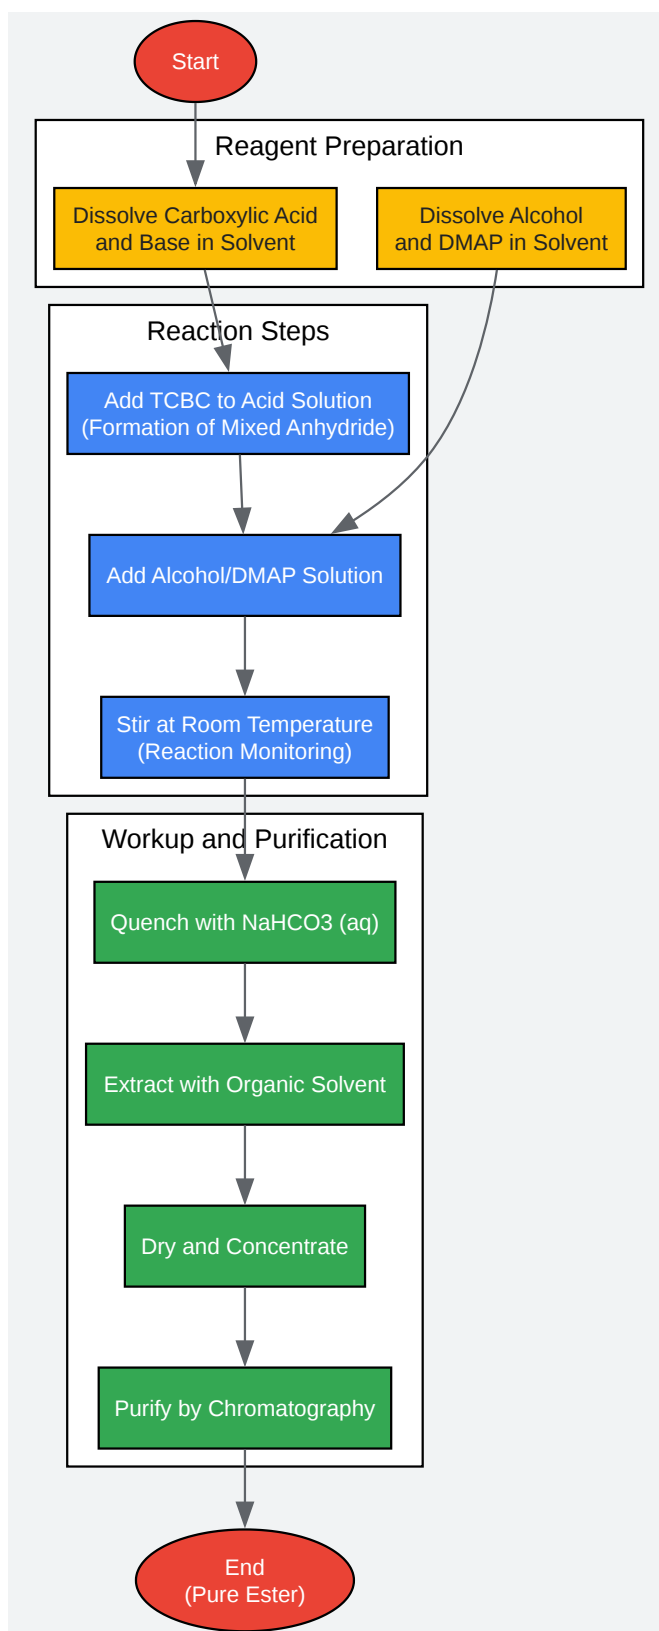 Start
Reagent Preparation
Dissolve Carboxylic Acid
and Base in Solvent
Dissolve Alcohol
and DMAP in Solvent
Reaction Steps
Add TCBC to Acid Solution
(Formation of Mixed Anhydride)
Add Alcohol/DMAP Solution
Stir at Room Temperature
(Reaction Monitoring)
Workup and Purification
Quench with NaHCO3 (aq)
Extract with Organic Solvent
Dry and Concentrate
Purify by Chromatography
End
(Pure Ester)